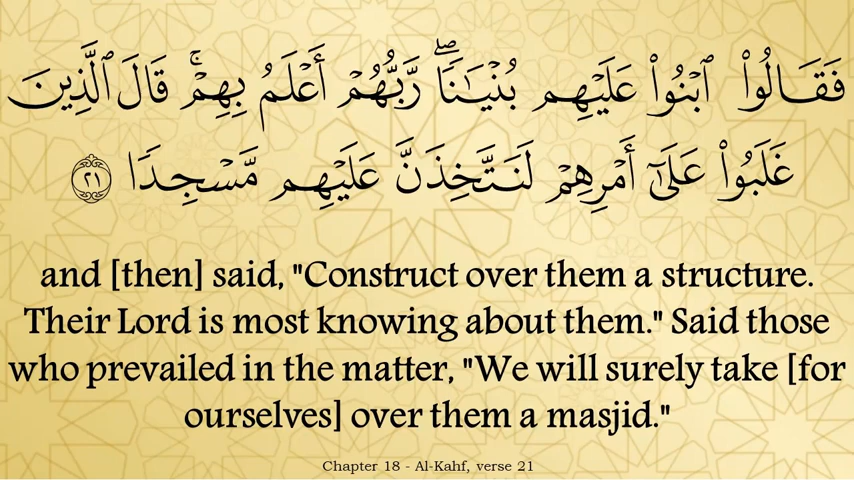 فَقَالُوا۟ ٱبْنُوا۟ عَلَيْهِم بُنْيَـٰنًۭا ۖ رَّبُّهُمْ أَعْلَمُ بِهِمْ ۚ قَالَ ٱلَّذِينَ
غَلَبُوا۟ عَلَىٰٓ أَمْرِهِمْ لَنَتَّخِذَنَّ عَلَيْهِم مَّسْجِدًۭا ٢١
and [then] said, "Construct over them a structure.
Their Lord is most knowing about them." Said those
who prevailed in the matter, "We will surely take [for
ourselves] over them a masjid."
Chapter 18 - Al-Kahf, verse 21